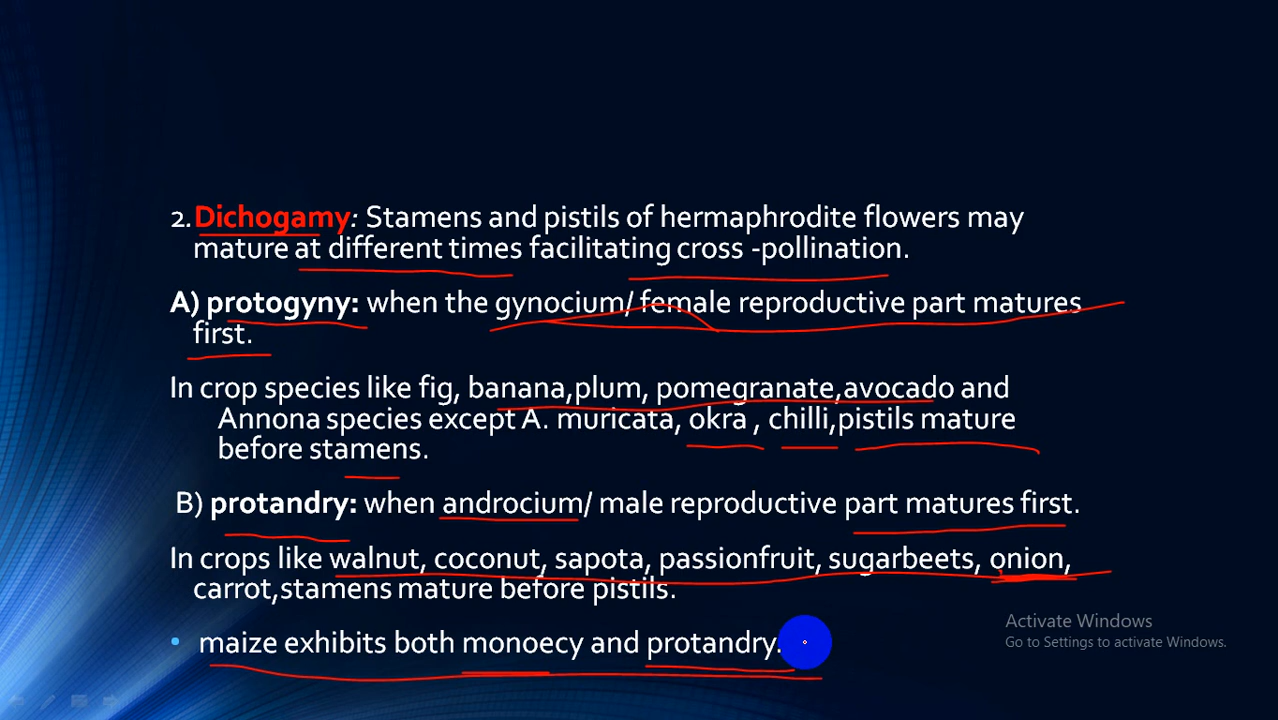 2.Dichogamy: Stamens and pistils of hermaphrodite flowers may
mature at different times facilitating cross -pollination.
A) protogyny: when the gynocium/ female reproductive part matures
first.
In crop species like fig, banana,plum, pomegranate,avocado and
Annona species except A. muricata, okra , chilli,pistils mature
before stamens.
B) protandry: when androcium/ male reproductive part matures first.
In crops like walnut, coconut, sapota, passionfruit, sugarbeets, onion,
carrot,stamens mature before pistils.
• maize exhibits both monoecy and protandry.
Activate Windows
Go to Settings to activate Windows.